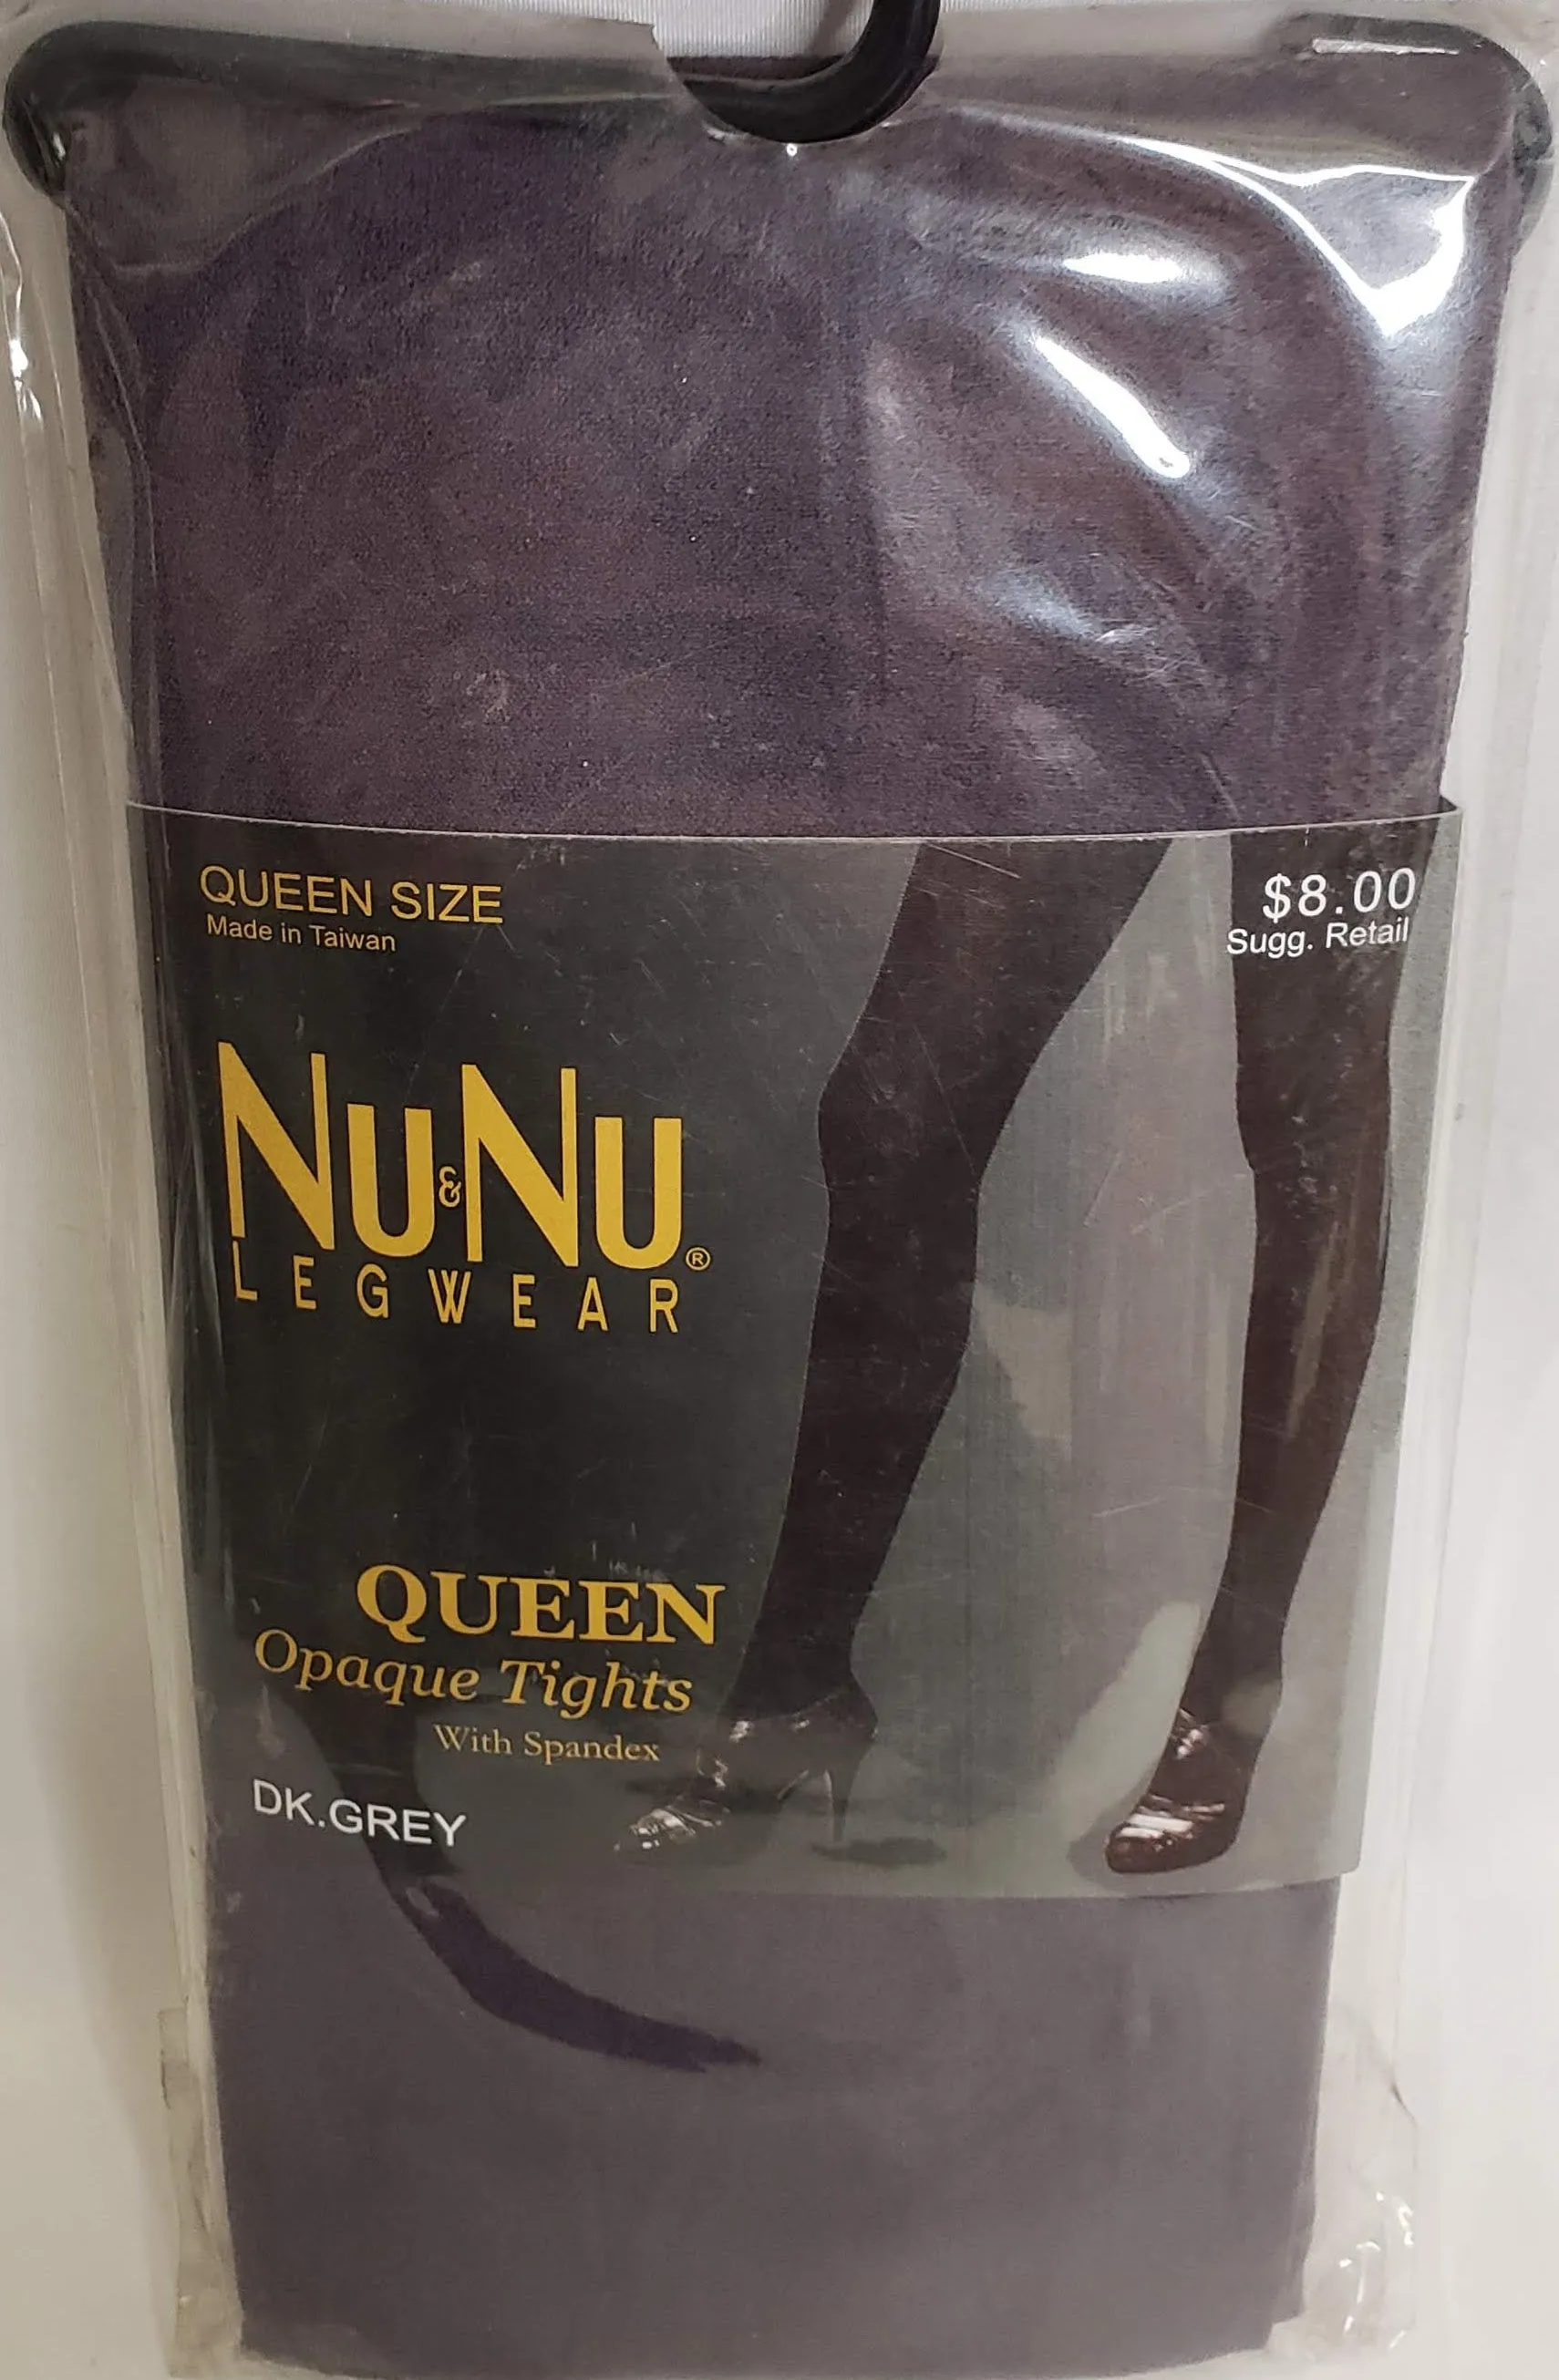 QUEEN SIZE
Made in Taiwan
$8.00
Sugg. Retail
NU&NU®
LEGWEAR
QUEEN
Opaque Tights
With Spandex
DK.GREY